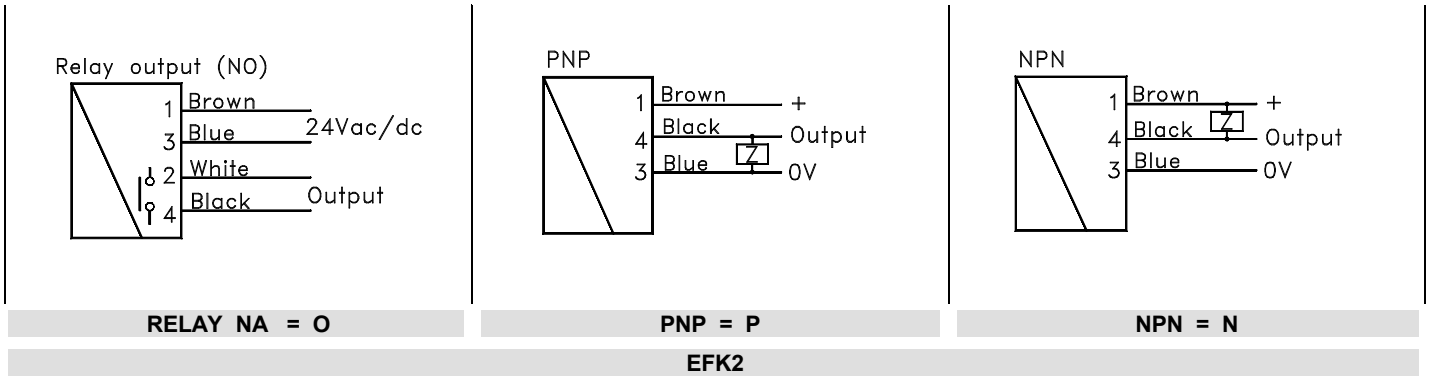 Relay output (NO)
1 Brown
3 Blue
24Vac/dc
2 White
4 Black
Output
PNP
1 Brown +
4 Black Output
Z
3 Blue 0V
NPN
1 Brown +
Z
4 Black Output
3 Blue 0V
RELAY NA = O
PNP = P
NPN = N
EFK2